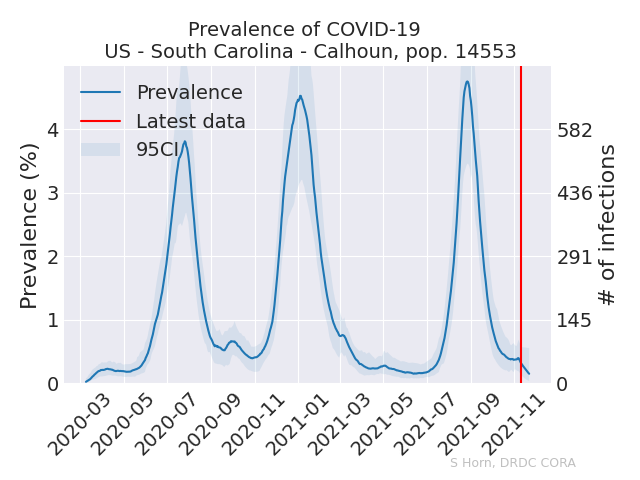 Prevalence of COVID-19
US - South Carolina - Calhoun, pop. 14553
Prevalence
Latest data
95CI
Prevalence (%)
4
3
2
1
0
582
436
291
145
0
# of infections
2020-03
2020-05
2020-07
2020-09
2020-11
2021-01
2021-03
2021-05
2021-07
2021-09
2021-11
S Horn, DRDC CORA